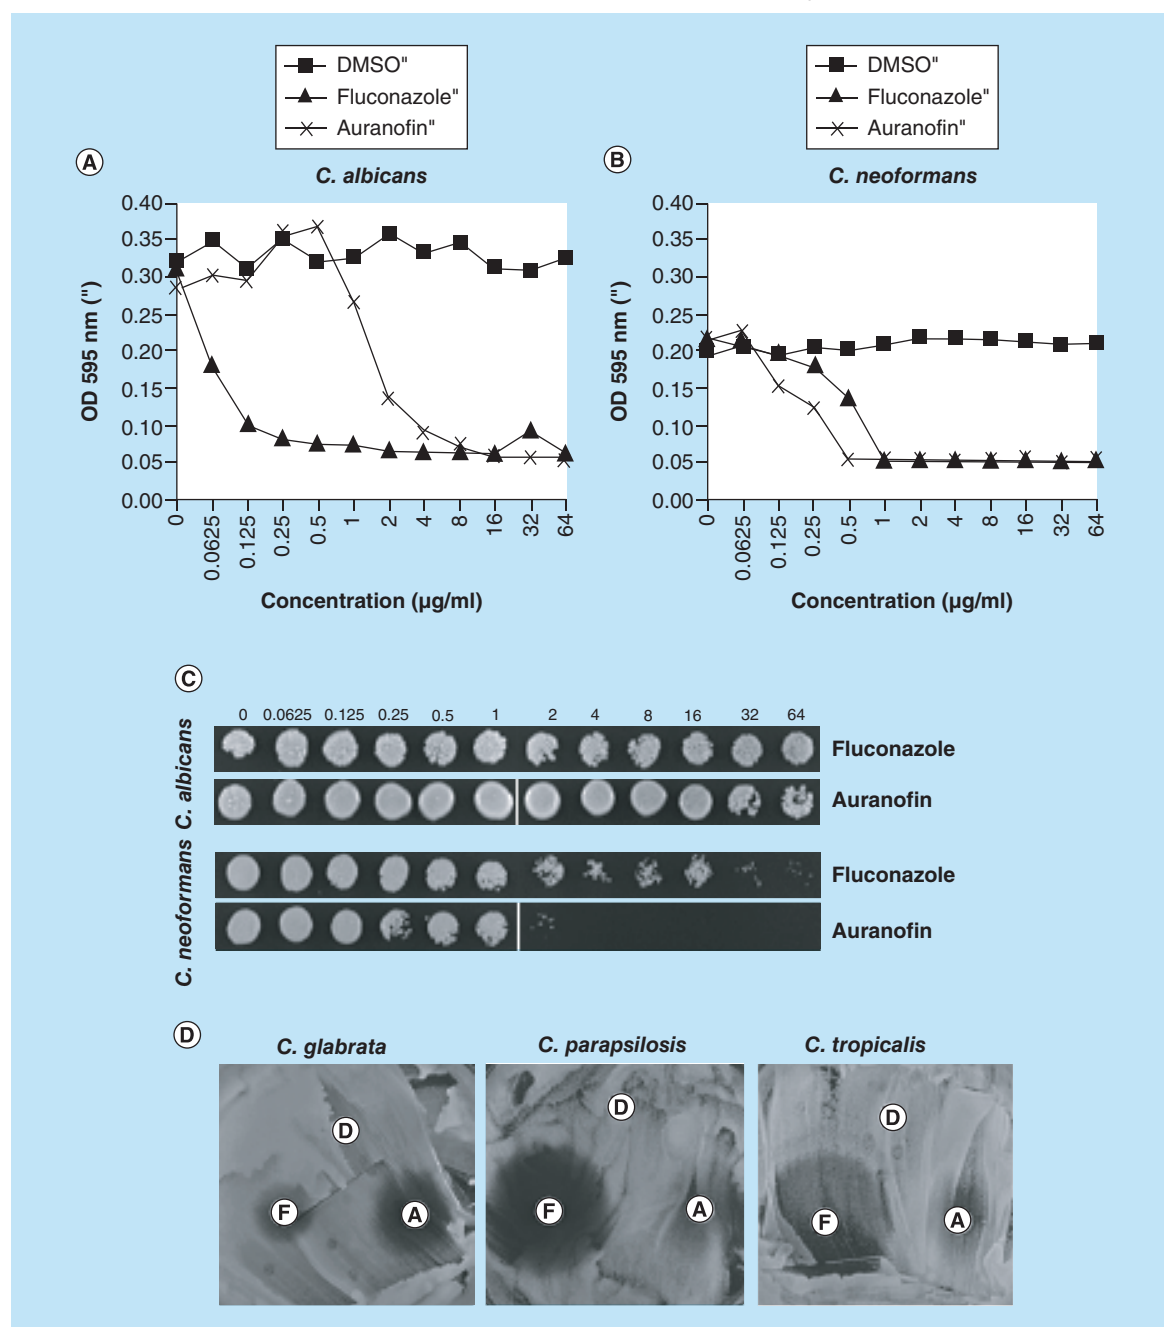 DMSO"
Fluconazole"
Auranofin"
DMSO"
Fluconazole"
Auranofin"
A
C. albicans
B
C. neoformans
OD 595 nm (")
0.40
0.35
0.30
0.25
0.20
0.15
0.10
0.05
0.00
0 0.0625 0.125 0.25 0.5 1 2 4 8 16 32 64
Concentration (µg/ml)
OD 595 nm (")
0.40
0.35
0.30
0.25
0.20
0.15
0.10
0.05
0.00
0 0.0625 0.125 0.25 0.5 1 2 4 8 16 32 64
Concentration (µg/ml)
C
0 0.0625 0.125 0.25 0.5 1 2 4 8 16 32 64
C. albicans
Fluconazole
Auranofin
C. neoformans
Fluconazole
Auranofin
D
C. glabrata
C. parapsilosis
C. tropicalis
D
F
A
D
F
A
D
F
A